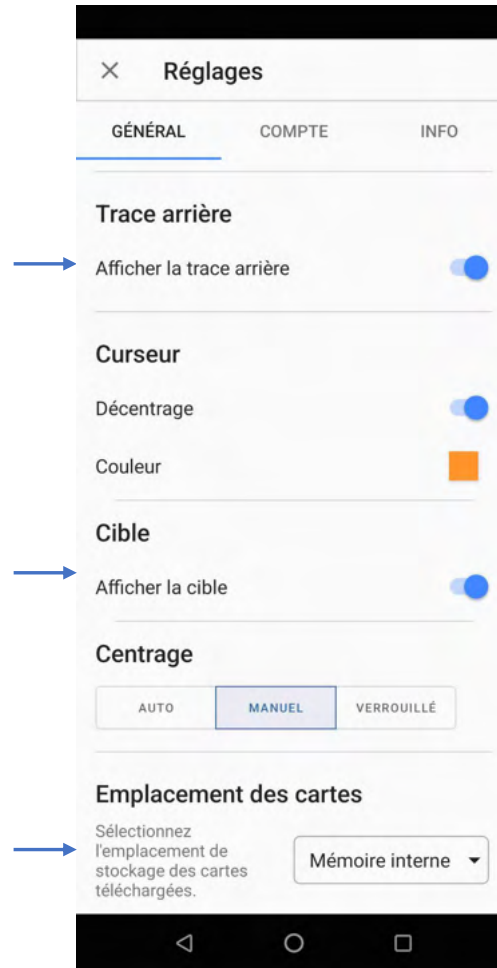 Réglages
GÉNÉRAL COMPTE INFO
Trace arrière
Afficher la trace arrière
Curseur
Décentrage
Couleur
Cible
Afficher la cible
Centrage
AUTO MANUEL VERROUILLÉ
Emplacement des cartes
Sélectionnez
l'emplacement de
stockage des cartes
téléchargées.
Mémoire interne